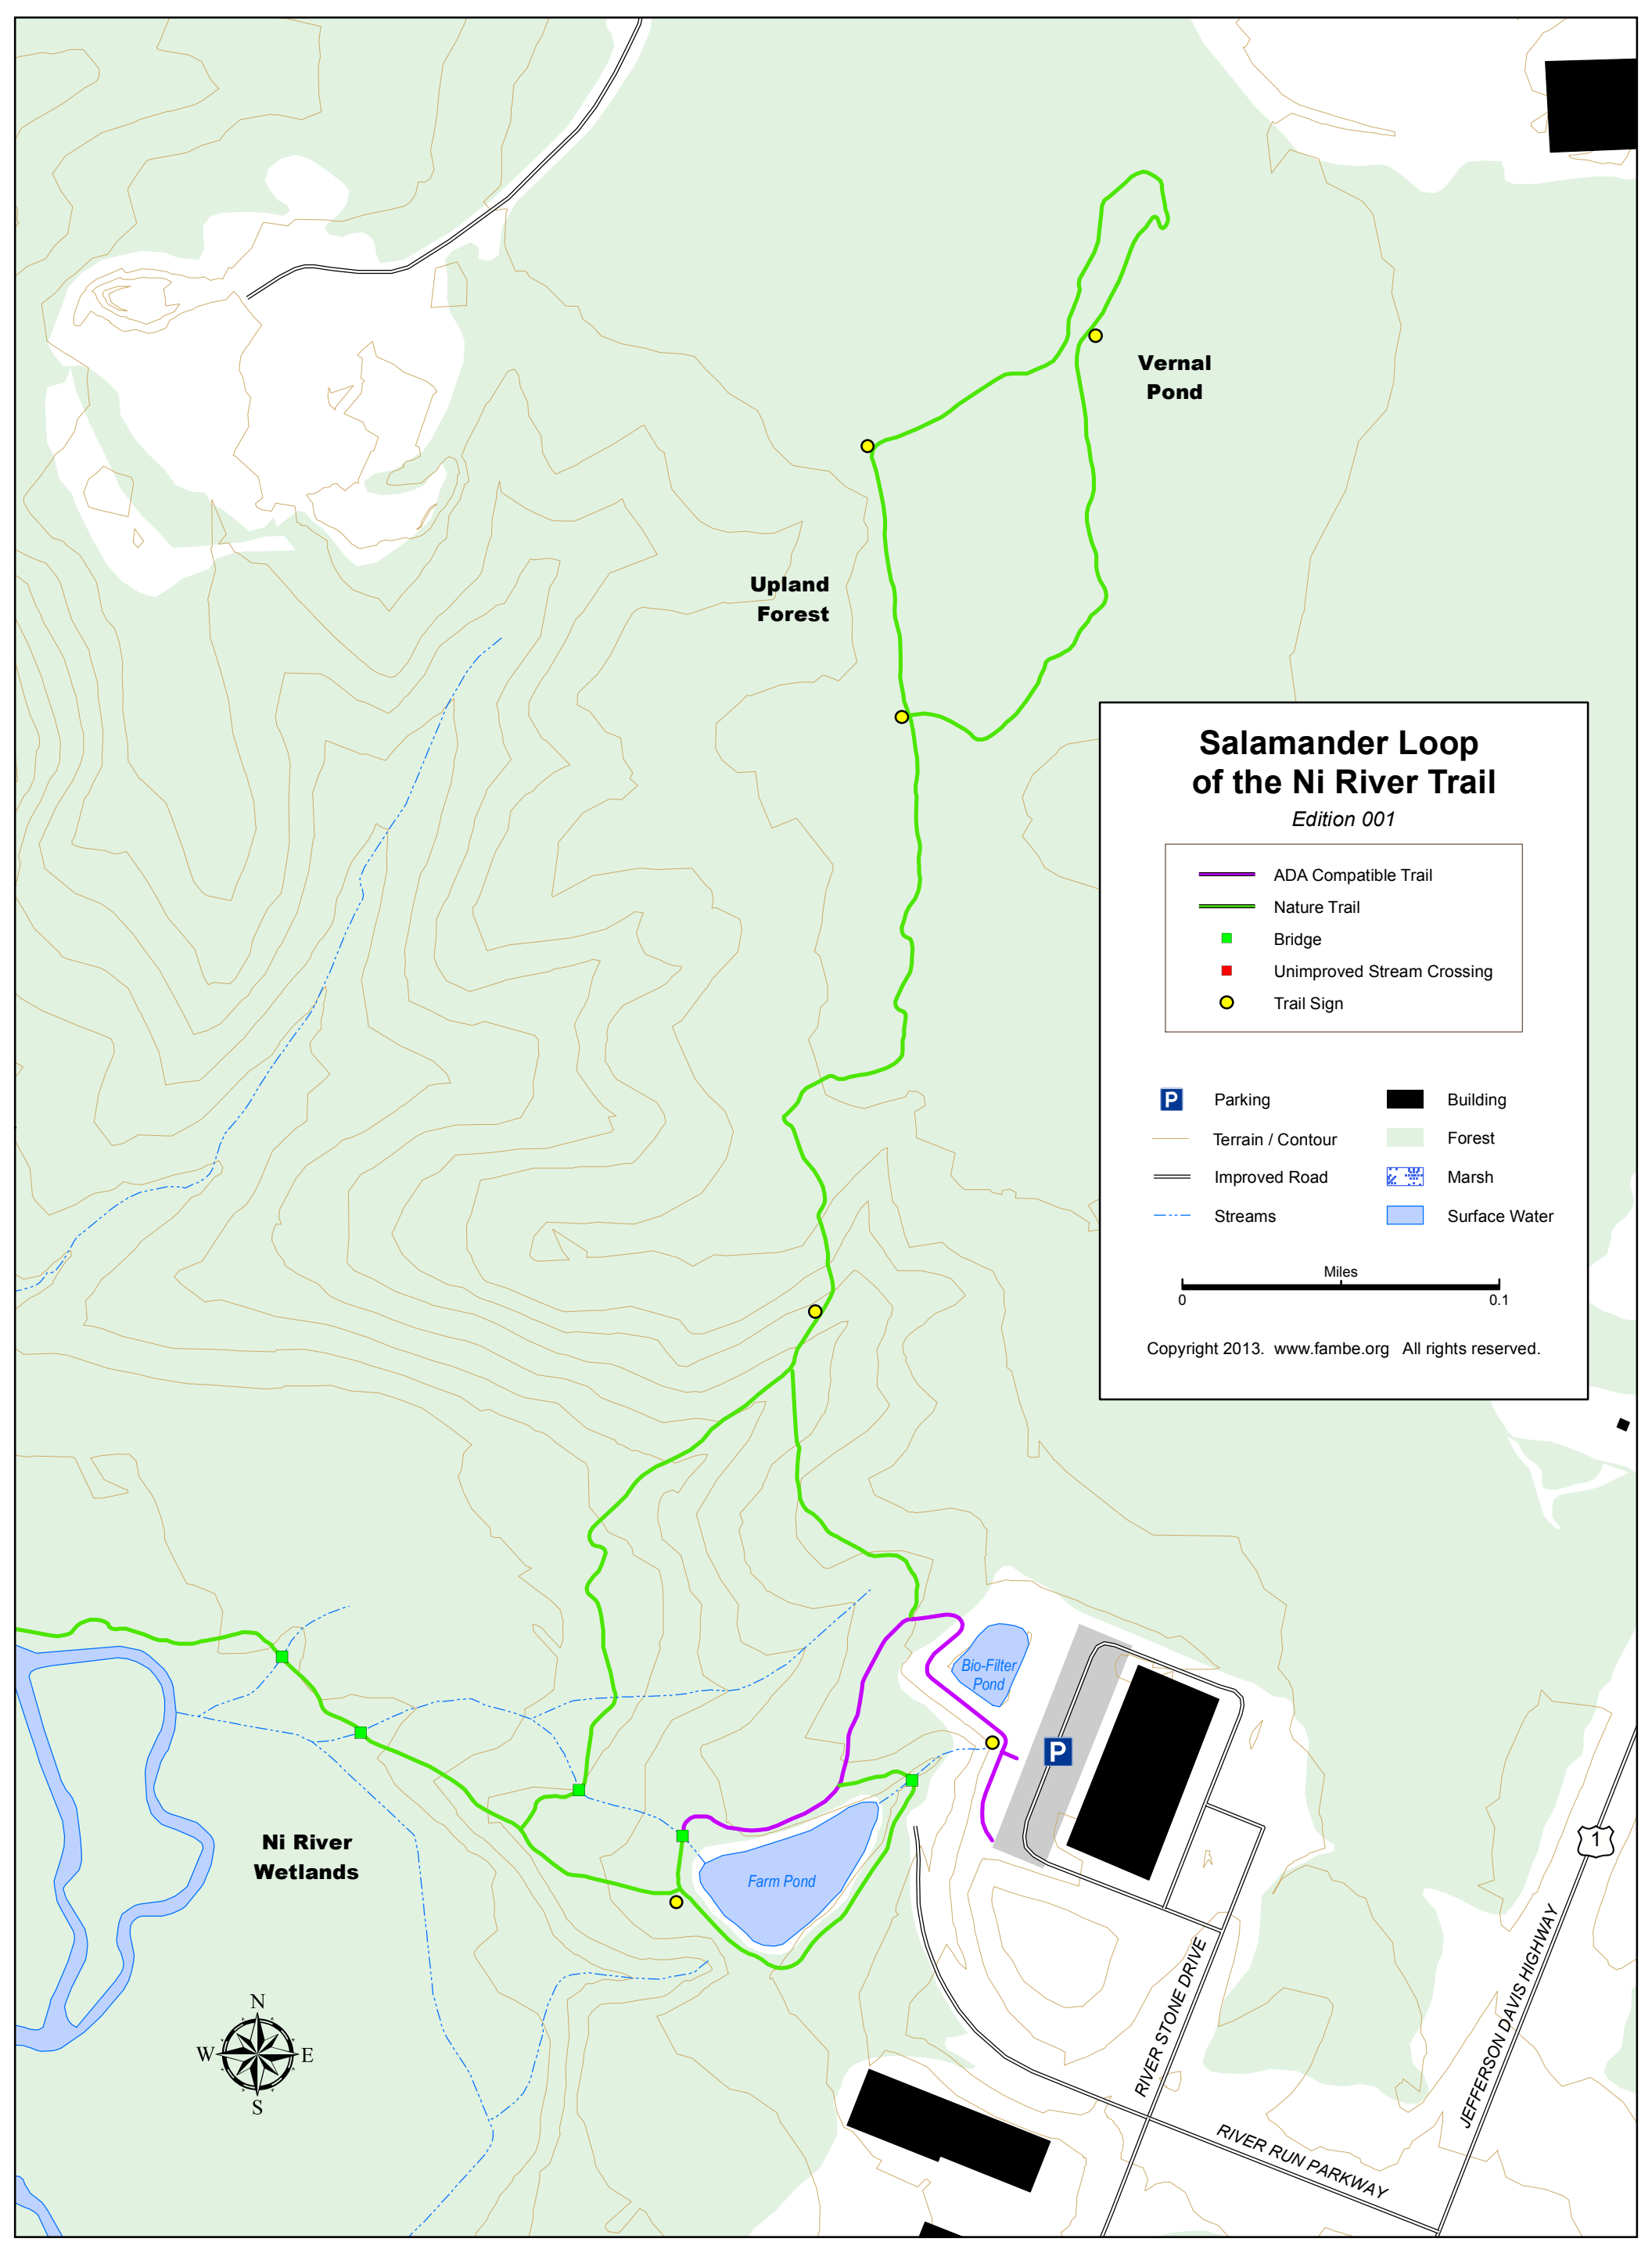 Vernal
Pond
Upland
Forest
Salamander Loop
of the Ni River Trail
Edition 001
ADA Compatible Trail
Nature Trail
Bridge
Unimproved Stream Crossing
Trail Sign
P Parking
Building
Terrain / Contour
Forest
Improved Road
Marsh
Streams
Surface Water
Miles
0 0.1
Copyright 2013. www.fambe.org All rights reserved.
Bio-Filter
Pond
P
Ni River
Wetlands
Farm Pond
1
RIVER STONE DRIVE
JEFFERSON DAVIS HIGHWAY
RIVER RUN PARKWAY
N
W E
S